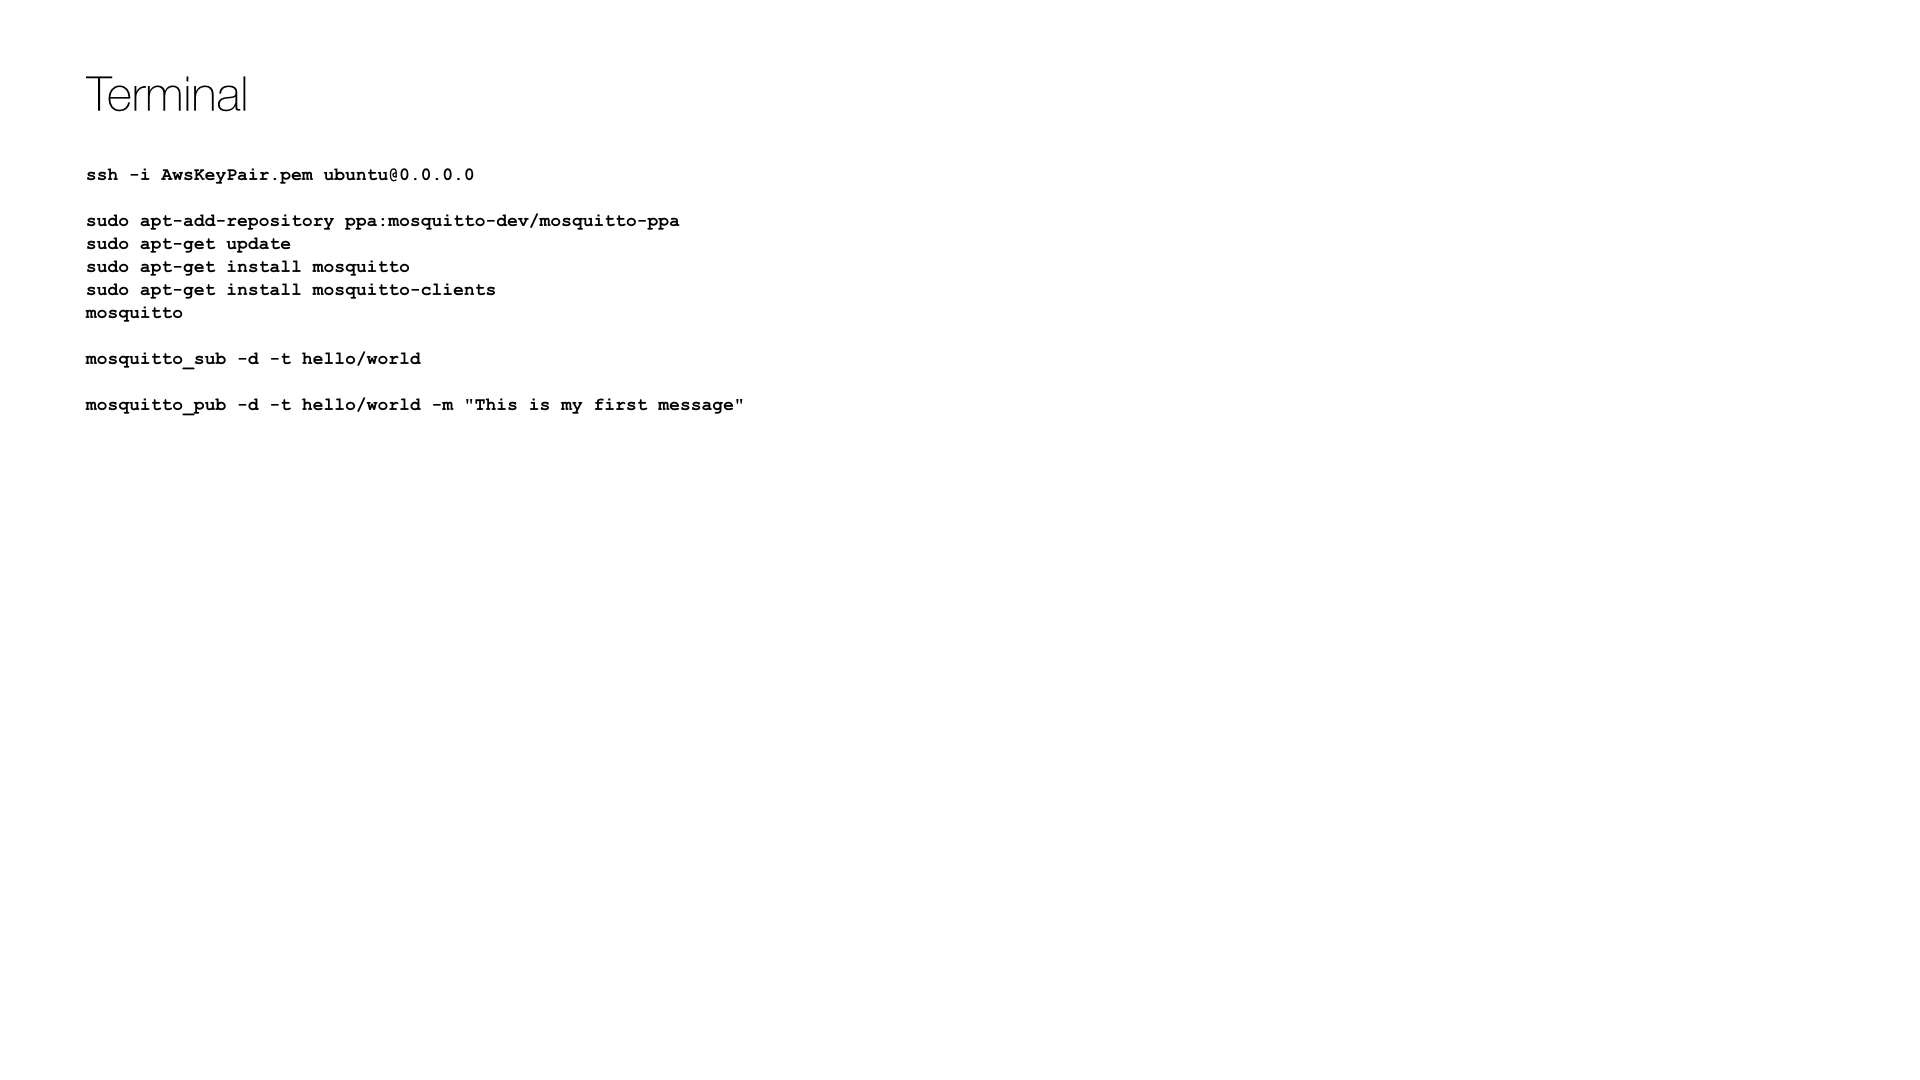 Terminal
ssh -i AwsKeyPair.pem ubuntu@0.0.0.0
sudo apt-add-repository ppa:mosquitto-dev/mosquitto-ppa
sudo apt-get update
sudo apt-get install mosquitto
sudo apt-get install mosquitto-clients
mosquitto
mosquitto_sub -d -t hello/world
mosquitto_pub -d -t hello/world -m "This is my first message"